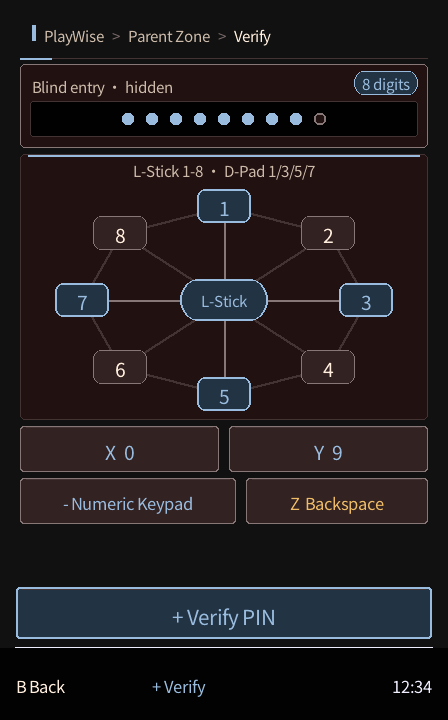 PlayWise > Parent Zone > Verify
Blind entry • hidden 8 digits
L-Stick 1-8 • D-Pad 1/3/5/7
1
8 2
7 L-Stick 3
6 4
5
X 0 Y 9
- Numeric Keypad Z Backspace
+ Verify PIN
B Back + Verify 12:34